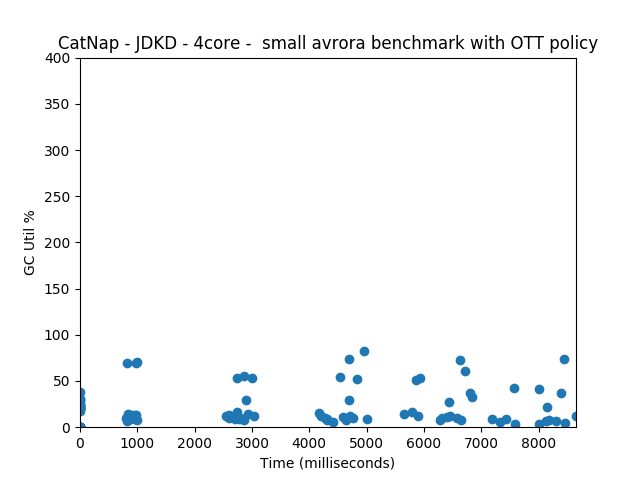 CatNap - JDKD - 4core -  small avrora benchmark with OTT policy
400
350
300
250
200
150
100
50
0
GC Util %
0 1000 2000 3000 4000 5000 6000 7000 8000
Time (milliseconds)